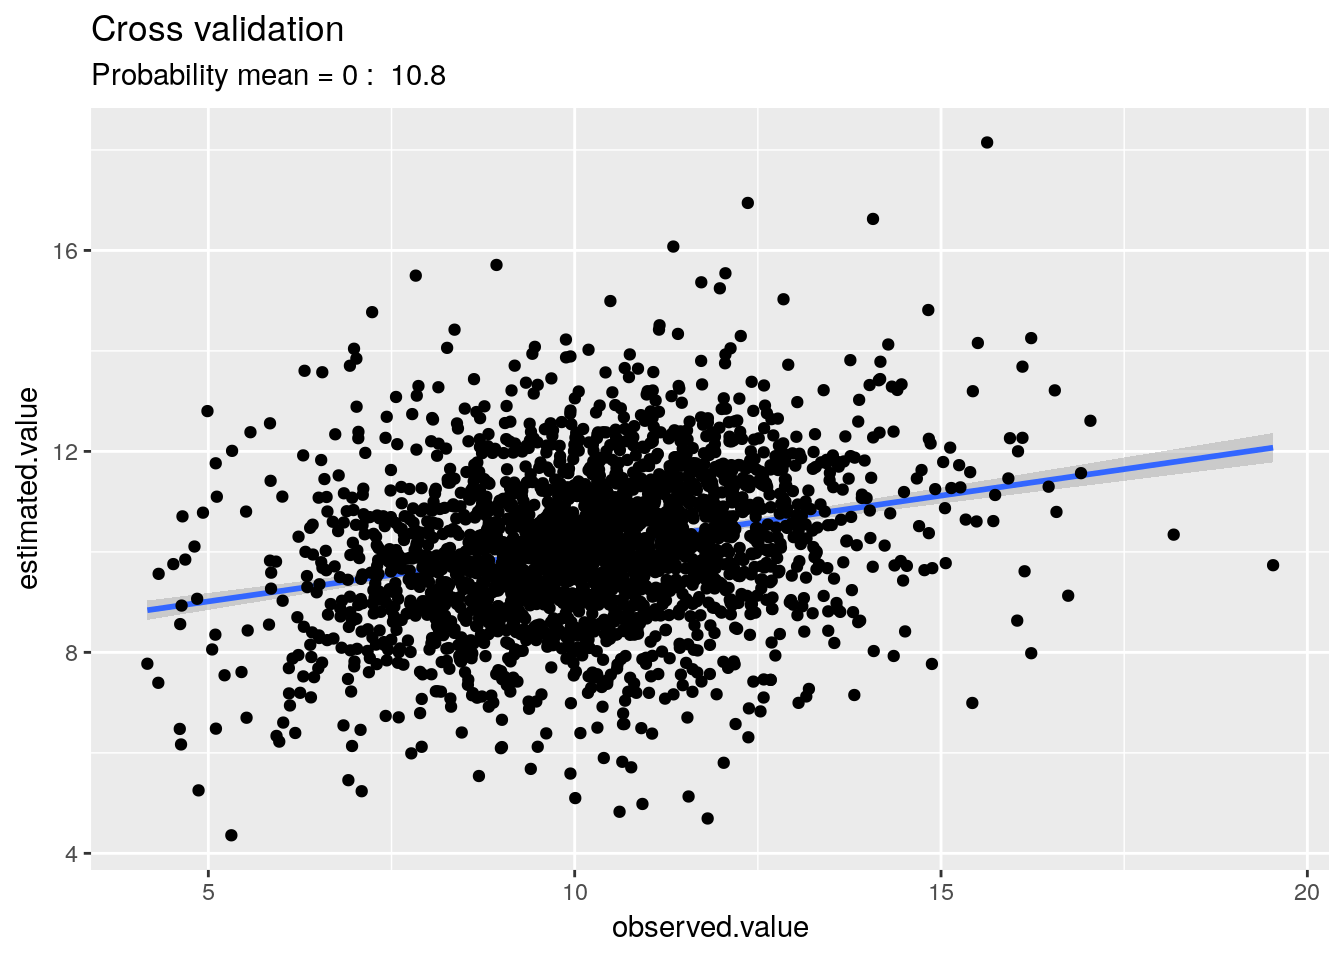 Cross validation
Probability mean = 0 :  10.8
16
12
8
4
estimated.value
5
10
15
20
observed.value